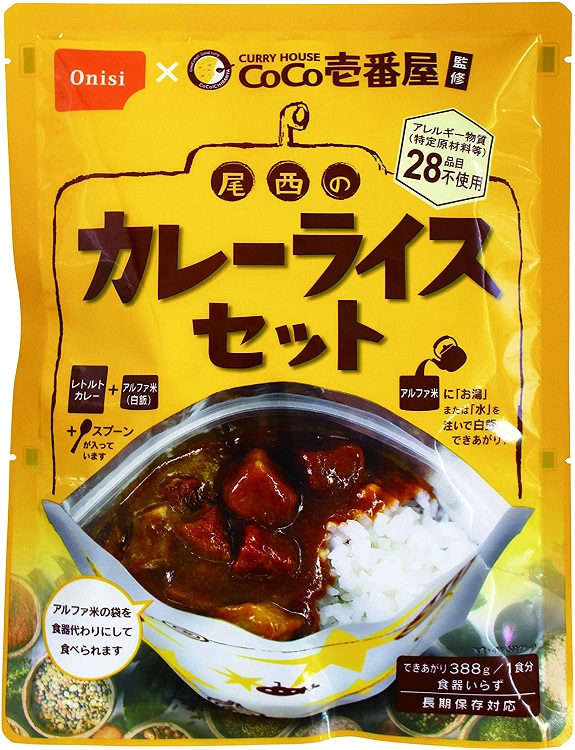 Onisi × CURRY HOUSE
CoCo壱番屋 監修
アレルギー物質
(特定原材料等)
28品目
不使用
尾西の
カレーライス
セット
レトルト
カレー
+
アルファ米
(白飯)
+スプーン
が入って
います
アルファ米に「お湯」
または「水」を
注いで白飯
できあがり!
アルファ米の袋を
食器代わりにして
食べられます
できあがり388g/1食分
食器いらず
長期保存対応